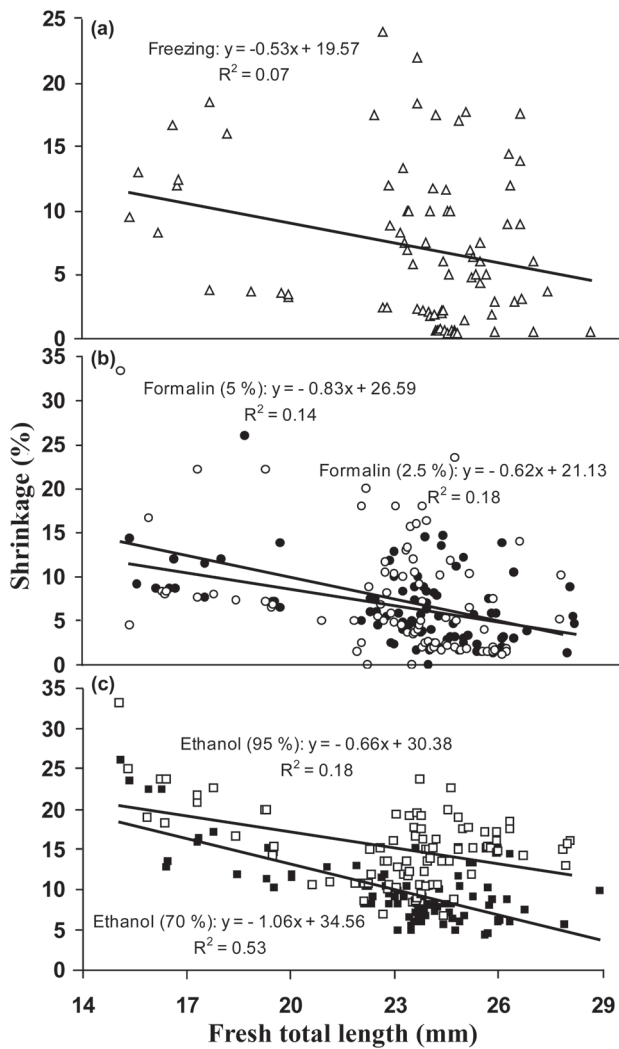 (a)
Freezing: y = -0.53x + 19.57
R² = 0.07
25
20
15
10
5
0
(b)
Formalin (5 %): y = - 0.83x + 26.59
R² = 0.14
Formalin (2.5 %): y = - 0.62x + 21.13
R² = 0.18
35
30
25
20
15
10
5
0
Shrinkage (%)
(c)
Ethanol (95 %): y = - 0.66x + 30.38
R² = 0.18
Ethanol (70 %): y = - 1.06x + 34.56
R² = 0.53
35
30
25
20
15
10
5
0
14 17 20 23 26 29
Fresh total length (mm)